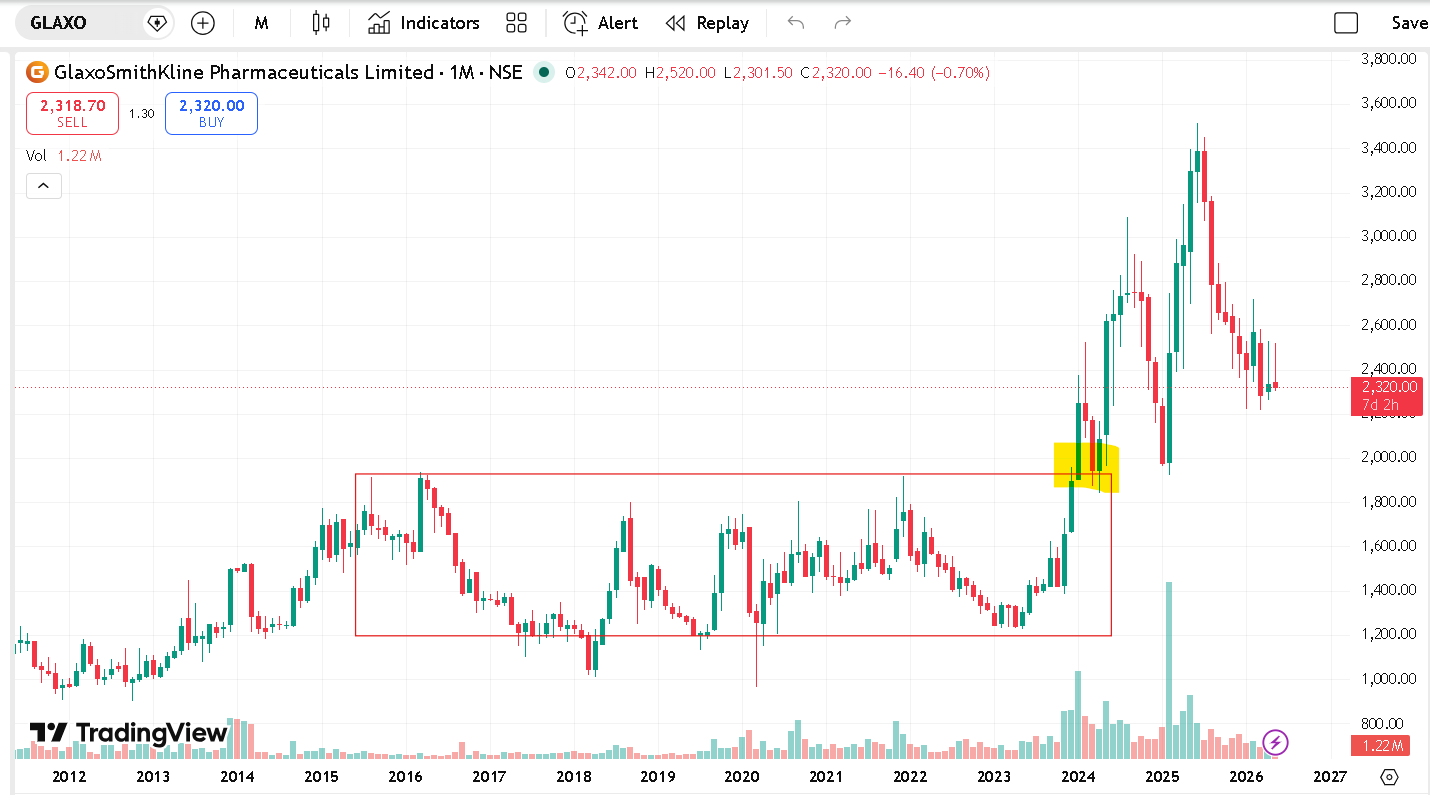 GLAXO M Indicators Alert Replay Save
GlaxoSmithKline Pharmaceuticals Limited · 1M · NSE O2,342.00 H2,520.00 L2,301.50 C2,320.00 −16.40 (−0.70%)
2,318.70
SELL
1.30
2,320.00
BUY
Vol 1.22M
3,800.00
3,600.00
3,400.00
3,200.00
3,000.00
2,800.00
2,600.00
2,400.00
2,320.00
7d 2h
2,200.00
2,000.00
1,800.00
1,600.00
1,400.00
1,200.00
1,000.00
800.00
1.22M
TradingView
2012 2013 2014 2015 2016 2017 2018 2019 2020 2021 2022 2023 2024 2025 2026 2027